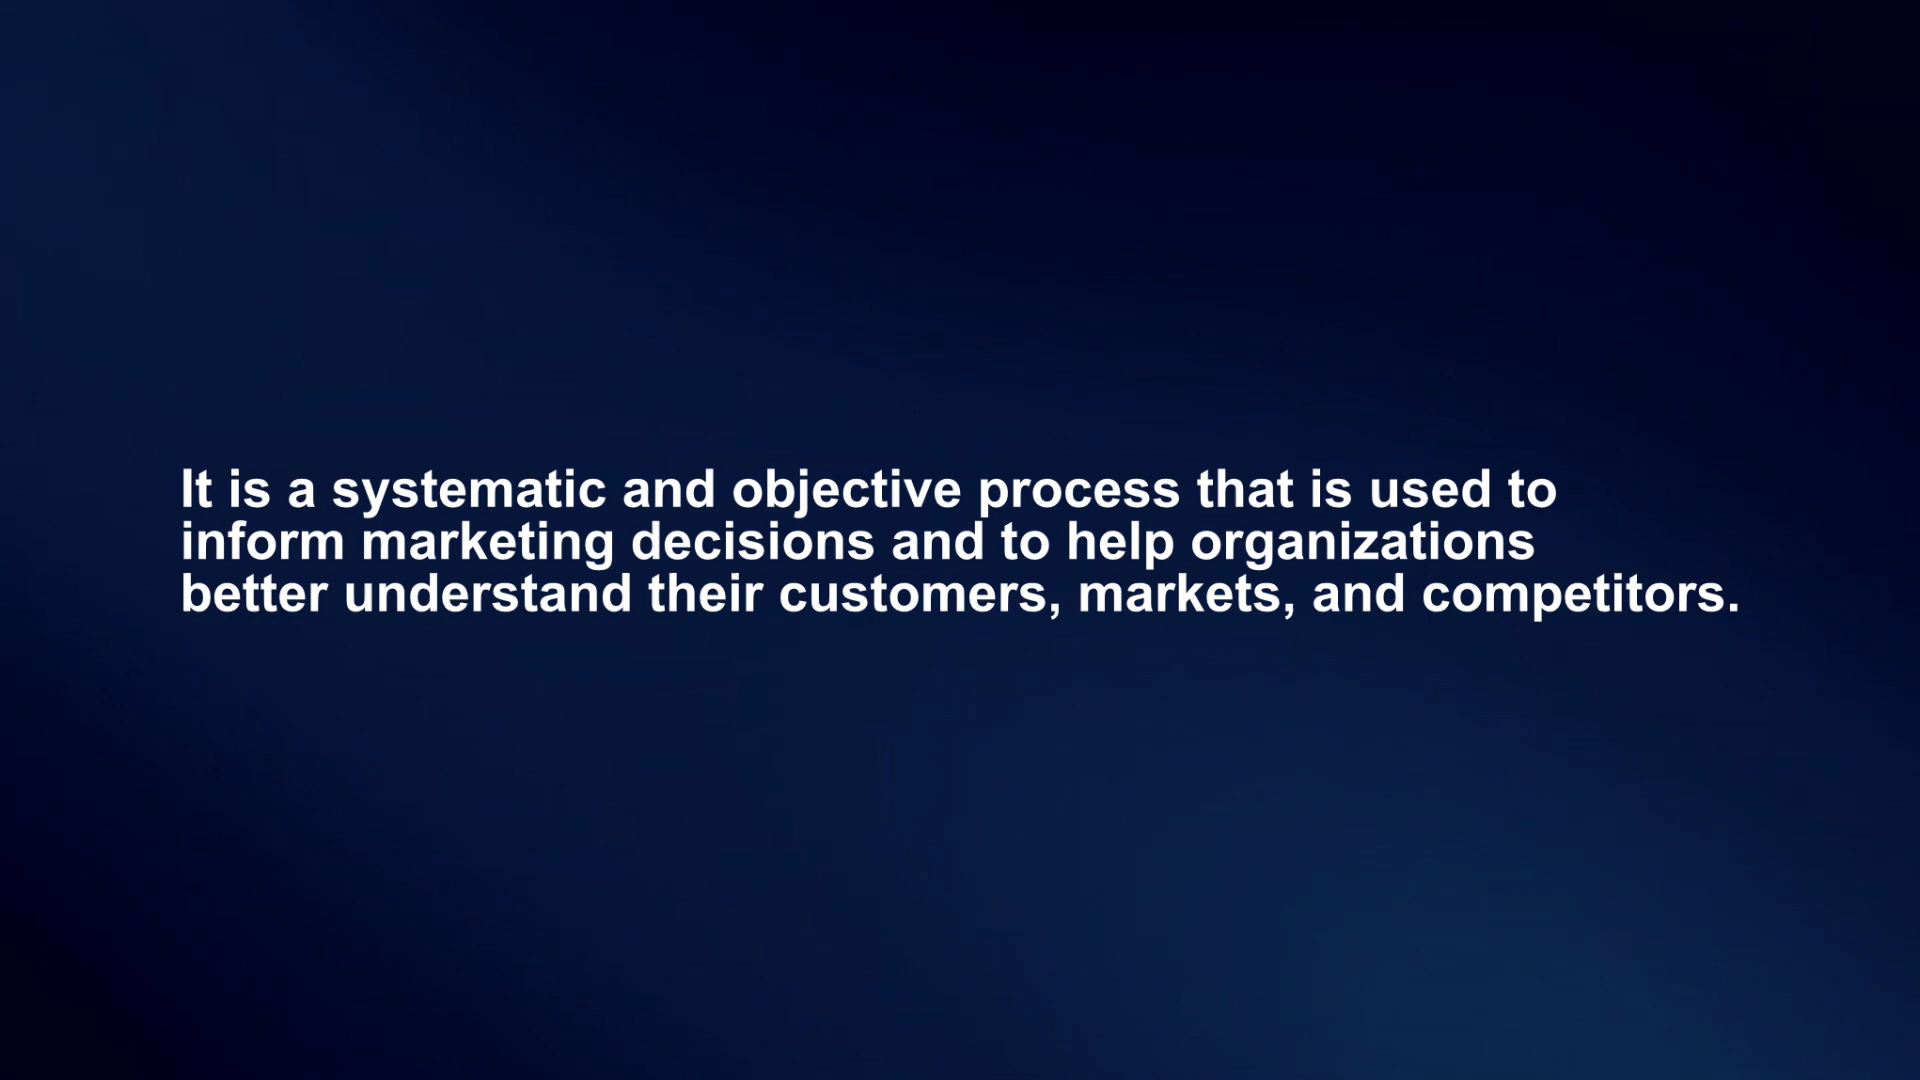 It is a systematic and objective process that is used to
inform marketing decisions and to help organizations
better understand their customers, markets, and competitors.